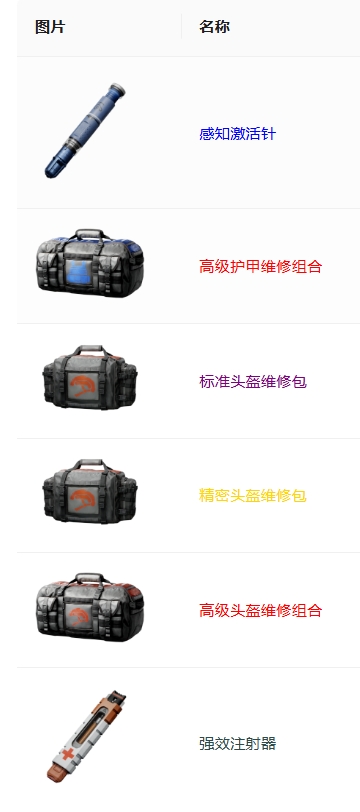 图片 名称
感知激活针
高级护甲维修组合
标准头盔维修包
精密头盔维修包
高级头盔维修组合
强效注射器